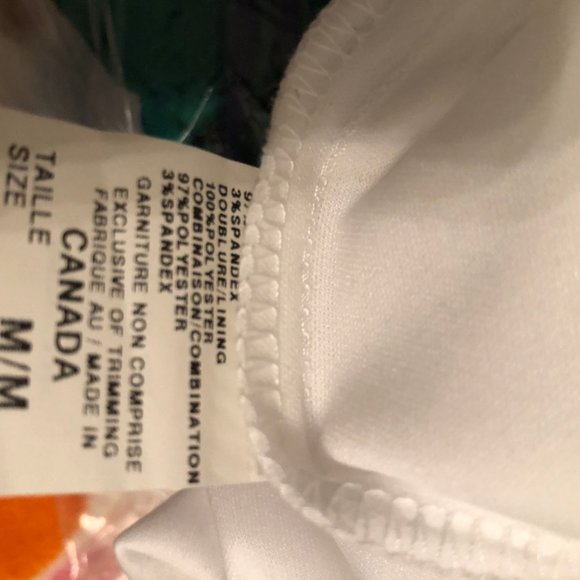 97
3%SPANDEX
DOUBLURE/LINING
100%POLYESTER
COMBINAISON/COMBINATION
97%POLYESTER
3%SPANDEX
GARNITURE NON COMPRISE
EXCLUSIVE OF TRIMMING
FABRIQUE AU / MADE IN
CANADA
TAILLE
SIZE M/M